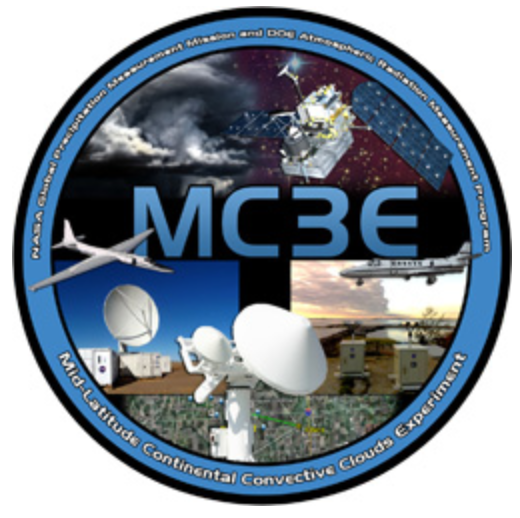 NASA Global Precipitation Measurement Mission and DOE Atmospheric Radiation Measurement Program
MC3E
Mid-Latitude Continental Convective Clouds Experiment